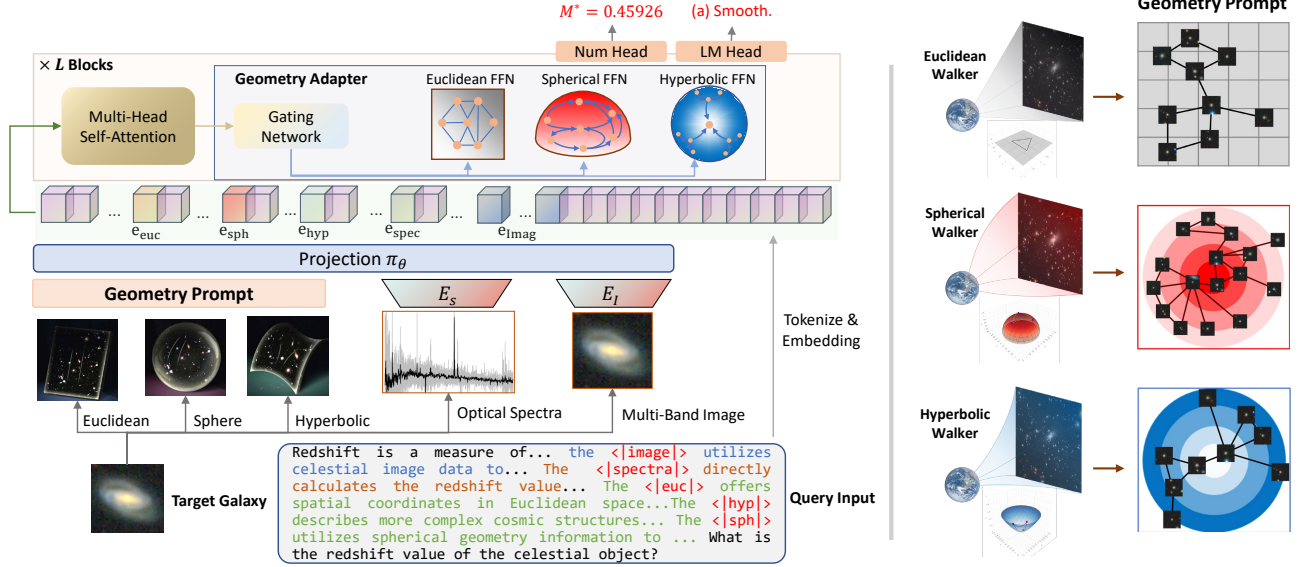 M* = 0.45926
(a) Smooth.
Num Head
LM Head
× L Blocks
Geometry Adapter
Multi-Head
Self-Attention
Gating
Network
Euclidean FFN
Spherical FFN
Hyperbolic FFN
...
...
...
...
...
...
e_euc
e_sph
e_hyp
e_spec
e_Imag
Projection π_θ
Geometry Prompt
E_S
E_I
Tokenize &
Embedding
Euclidean
Sphere
Hyperbolic
Optical Spectra
Multi-Band Image
Target Galaxy
Redshift is a measure of... the <|image|> utilizes
celestial image data to... The <|spectra|> directly
calculates the redshift value... The <|euc|> offers
spatial coordinates in Euclidean space...The <|hyp|>
describes more complex cosmic structures... The <|sph|>
utilizes spherical geometry information to ... What is
the redshift value of the celestial object?
Query Input
Geometry Prompt
Euclidean
Walker
Spherical
Walker
Hyperbolic
Walker